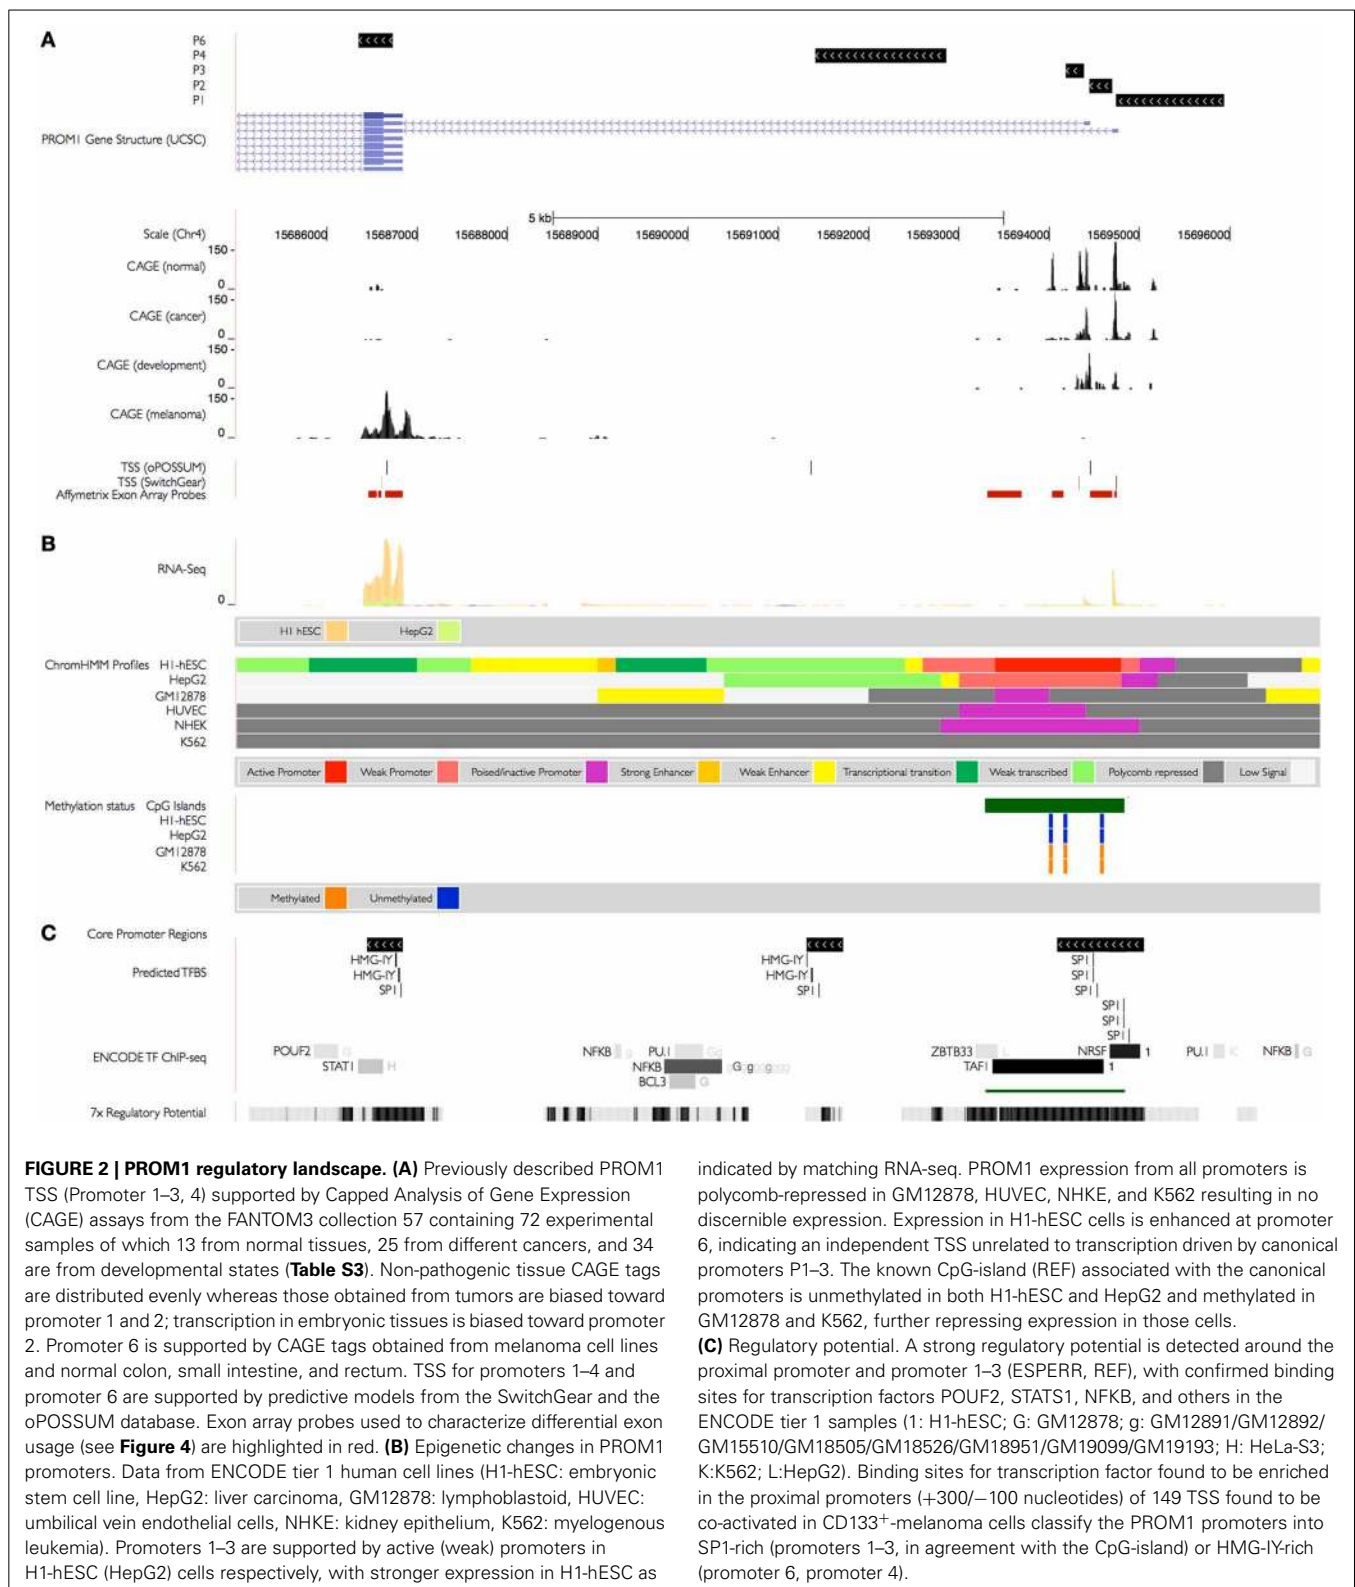 A
P6
P4
P3
P2
P1
PROM1 Gene Structure (UCSC)
5 kb
Scale (Chr4)
15686000
15687000
15688000
15689000
15690000
15691000
15692000
15693000
15694000
15695000
15696000
150
CAGE (normal)
0
150
CAGE (cancer)
0
150
CAGE (development)
0
150
CAGE (melanoma)
0
TSS (oPOSSUM)
TSS (SwitchGear)
Affymetrix Exon Array Probes
B
RNA-Seq
0
H1 hESC
HepG2
ChromHMM Profiles H1-hESC
HepG2
GM12878
HUVEC
NHEK
K562
Active Promoter
Weak Promoter
Poised/inactive Promoter
Strong Enhancer
Weak Enhancer
Transcriptional transition
Weak transcribed
Polycomb repressed
Low Signal
Methylation status CpG Islands
H1-hESC
HepG2
GM12878
K562
Methylated
Unmethylated
C
Core Promoter Regions
Predicted TFBS
HMG-IY HMG-IY SP1
HMG-IY HMG-IY SP1
SP1 SP1 SP1
SP1
SP1
SP1
ENCODE TF ChIP-seq
POUF2 G NFKB g PU.1 Gg ZBTB33 L NRSF 1 PU.1 K NFKB G
STAT1 H NFKB G g TAF1 1
BCL3 G
7x Regulatory Potential
FIGURE 2 | PROM1 regulatory landscape. (A) Previously described PROM1
TSS (Promoter 1–3, 4) supported by Capped Analysis of Gene Expression
(CAGE) assays from the FANTOM3 collection 57 containing 72 experimental
samples of which 13 from normal tissues, 25 from different cancers, and 34
are from developmental states (Table S3). Non-pathogenic tissue CAGE tags
are distributed evenly whereas those obtained from tumors are biased toward
promoter 1 and 2; transcription in embryonic tissues is biased toward promoter
2. Promoter 6 is supported by CAGE tags obtained from melanoma cell lines
and normal colon, small intestine, and rectum. TSS for promoters 1–4 and
promoter 6 are supported by predictive models from the SwitchGear and the
oPOSSUM database. Exon array probes used to characterize differential exon
usage (see Figure 4) are highlighted in red. (B) Epigenetic changes in PROM1
promoters. Data from ENCODE tier 1 human cell lines (H1-hESC: embryonic
stem cell line, HepG2: liver carcinoma, GM12878: lymphoblastoid, HUVEC:
umbilical vein endothelial cells, NHKE: kidney epithelium, K562: myelogenous
leukemia). Promoters 1–3 are supported by active (weak) promoters in
H1-hESC (HepG2) cells respectively, with stronger expression in H1-hESC as
indicated by matching RNA-seq. PROM1 expression from all promoters is
polycomb-repressed in GM12878, HUVEC, NHKE, and K562 resulting in no
discernible expression. Expression in H1-hESC cells is enhanced at promoter
6, indicating an independent TSS unrelated to transcription driven by canonical
promoters P1–3. The known CpG-island (REF) associated with the canonical
promoters is unmethylated in both H1-hESC and HepG2 and methylated in
GM12878 and K562, further repressing expression in those cells.
(C) Regulatory potential. A strong regulatory potential is detected around the
proximal promoter and promoter 1–3 (ESPERR, REF), with confirmed binding
sites for transcription factors POUF2, STATS1, NFKB, and others in the
ENCODE tier 1 samples (1: H1-hESC; G: GM12878; g: GM12891/GM12892/
GM15510/GM18505/GM18526/GM18951/GM19099/GM19193; H: HeLa-S3;
K:K562; L:HepG2). Binding sites for transcription factor found to be enriched
in the proximal promoters (+300/−100 nucleotides) of 149 TSS found to be
co-activated in CD133+-melanoma cells classify the PROM1 promoters into
SP1-rich (promoters 1–3, in agreement with the CpG-island) or HMG-IY-rich
(promoter 6, promoter 4).